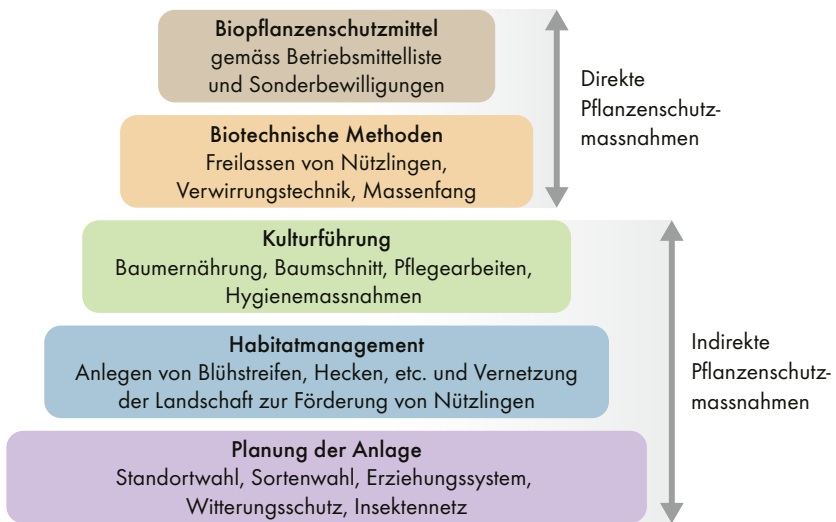 Biopflanzenschutzmittel
gemäss Betriebsmittelliste
und Sonderbewilligungen
Direkte
Pflanzenschutz-
massnahmen
Biotechnische Methoden
Freilassen von Nützlingen,
Verwirrungstechnik, Massenfang
Kulturführung
Baumernährung, Baumschnitt, Pflegearbeiten,
Hygienemassnahmen
Habitatmanagement
Anlegen von Blühstreifen, Hecken, etc. und Vernetzung
der Landschaft zur Förderung von Nützlingen
Indirekte
Pflanzenschutz-
massnahmen
Planung der Anlage
Standortwahl, Sortenwahl, Erziehungssystem,
Witterungsschutz, Insektennetz